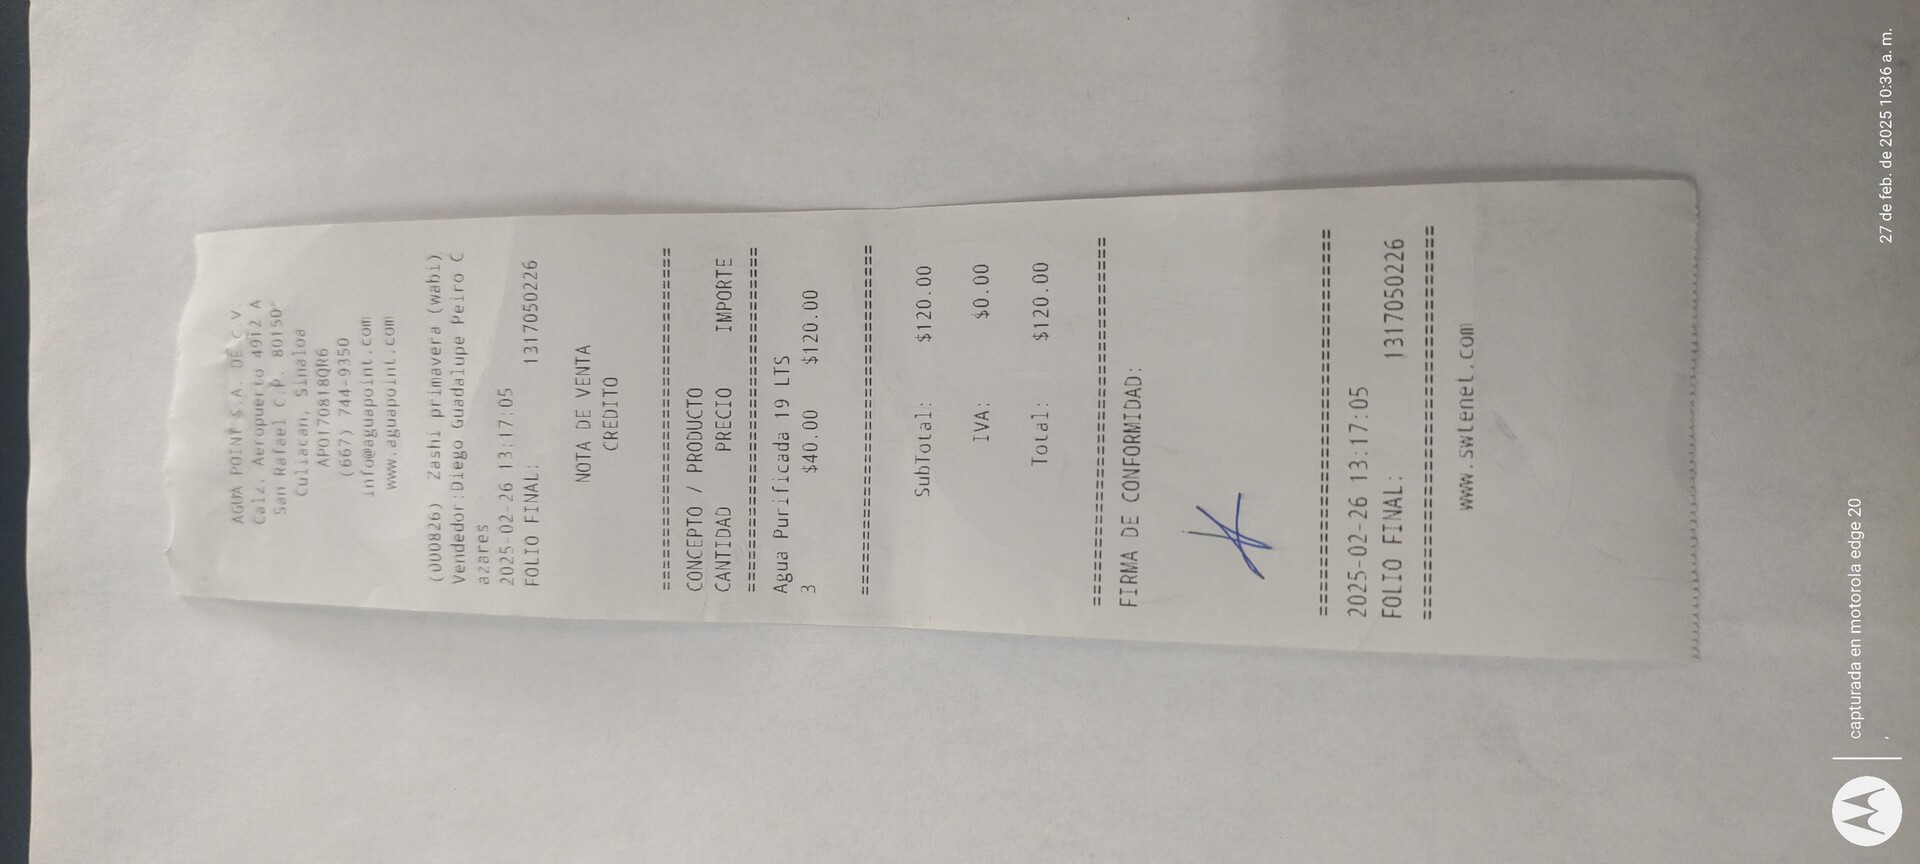 AGUA POINT S.A. DE C.V.
Calz. Aeropuerto 4912 A
San Rafael C.P. 80150
Culiacan, Sinaloa
APO170818QR6
(667) 744-9350
info@aguapoint.com
www.aguapoint.com
(000826) Zashi primavera (wabi)
Vendedor:Diego Guadalupe Peiro C
azares
2025-02-26 13:17:05
FOLIO FINAL: 1317050226
NOTA DE VENTA
CREDITO
================================
CONCEPTO / PRODUCTO
CANTIDAD PRECIO IMPORTE
================================
Agua Purificada 19 LTS
3 $40.00 $120.00
================================
SubTotal: $120.00
IVA: $0.00
Total: $120.00
================================
FIRMA DE CONFORMIDAD:
================================
2025-02-26 13:17:05
FOLIO FINAL: 1317050226
================================
www.swtenet.com
capturada en motorola edge 20
,
27 de feb. de 2025 10:36 a. m.